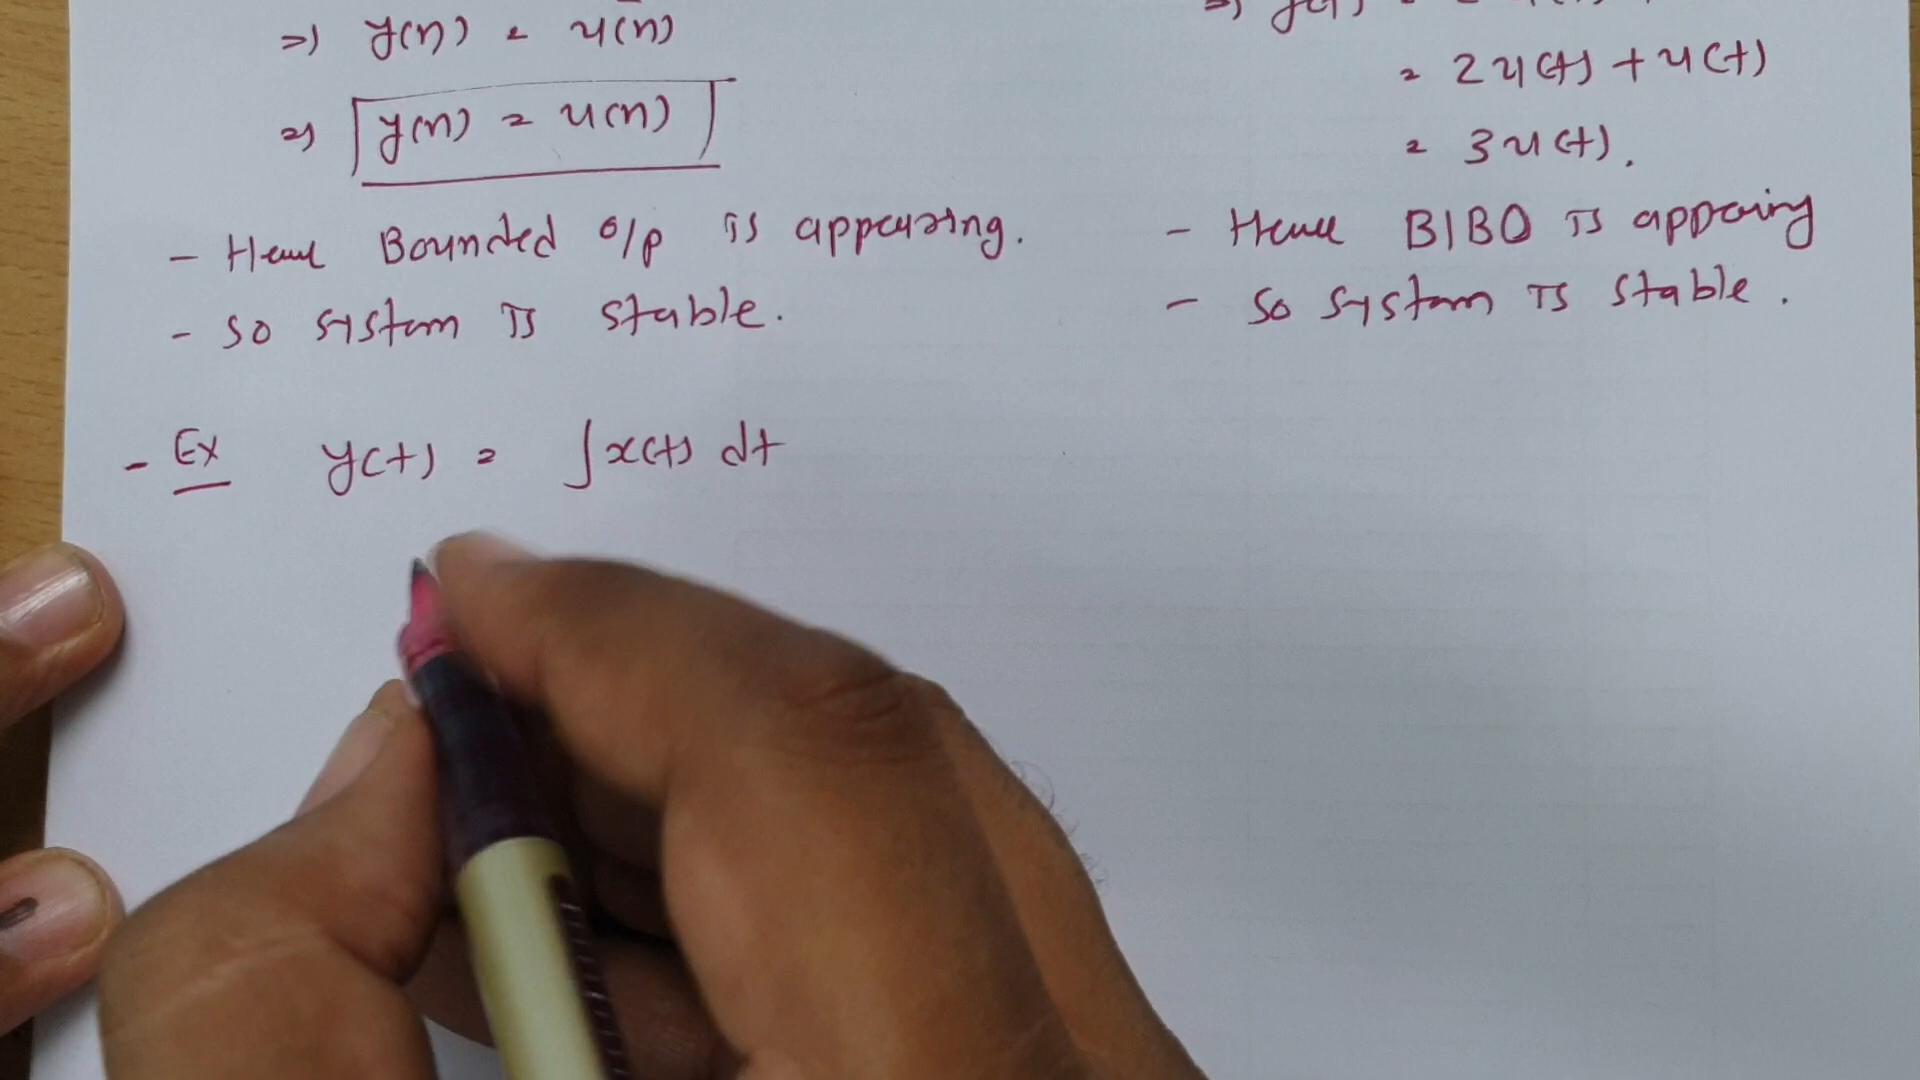 ⇒ y(n) = u(n)
⇒ y(n) = u(n)
- Hence Bounded o/p is appearing.
- so system is stable.
= 2u(t) + u(t)
= 3u(t).
- Hence BIBO is appearing
- so system is stable.
- Ex y(t) = ∫x(t) dt